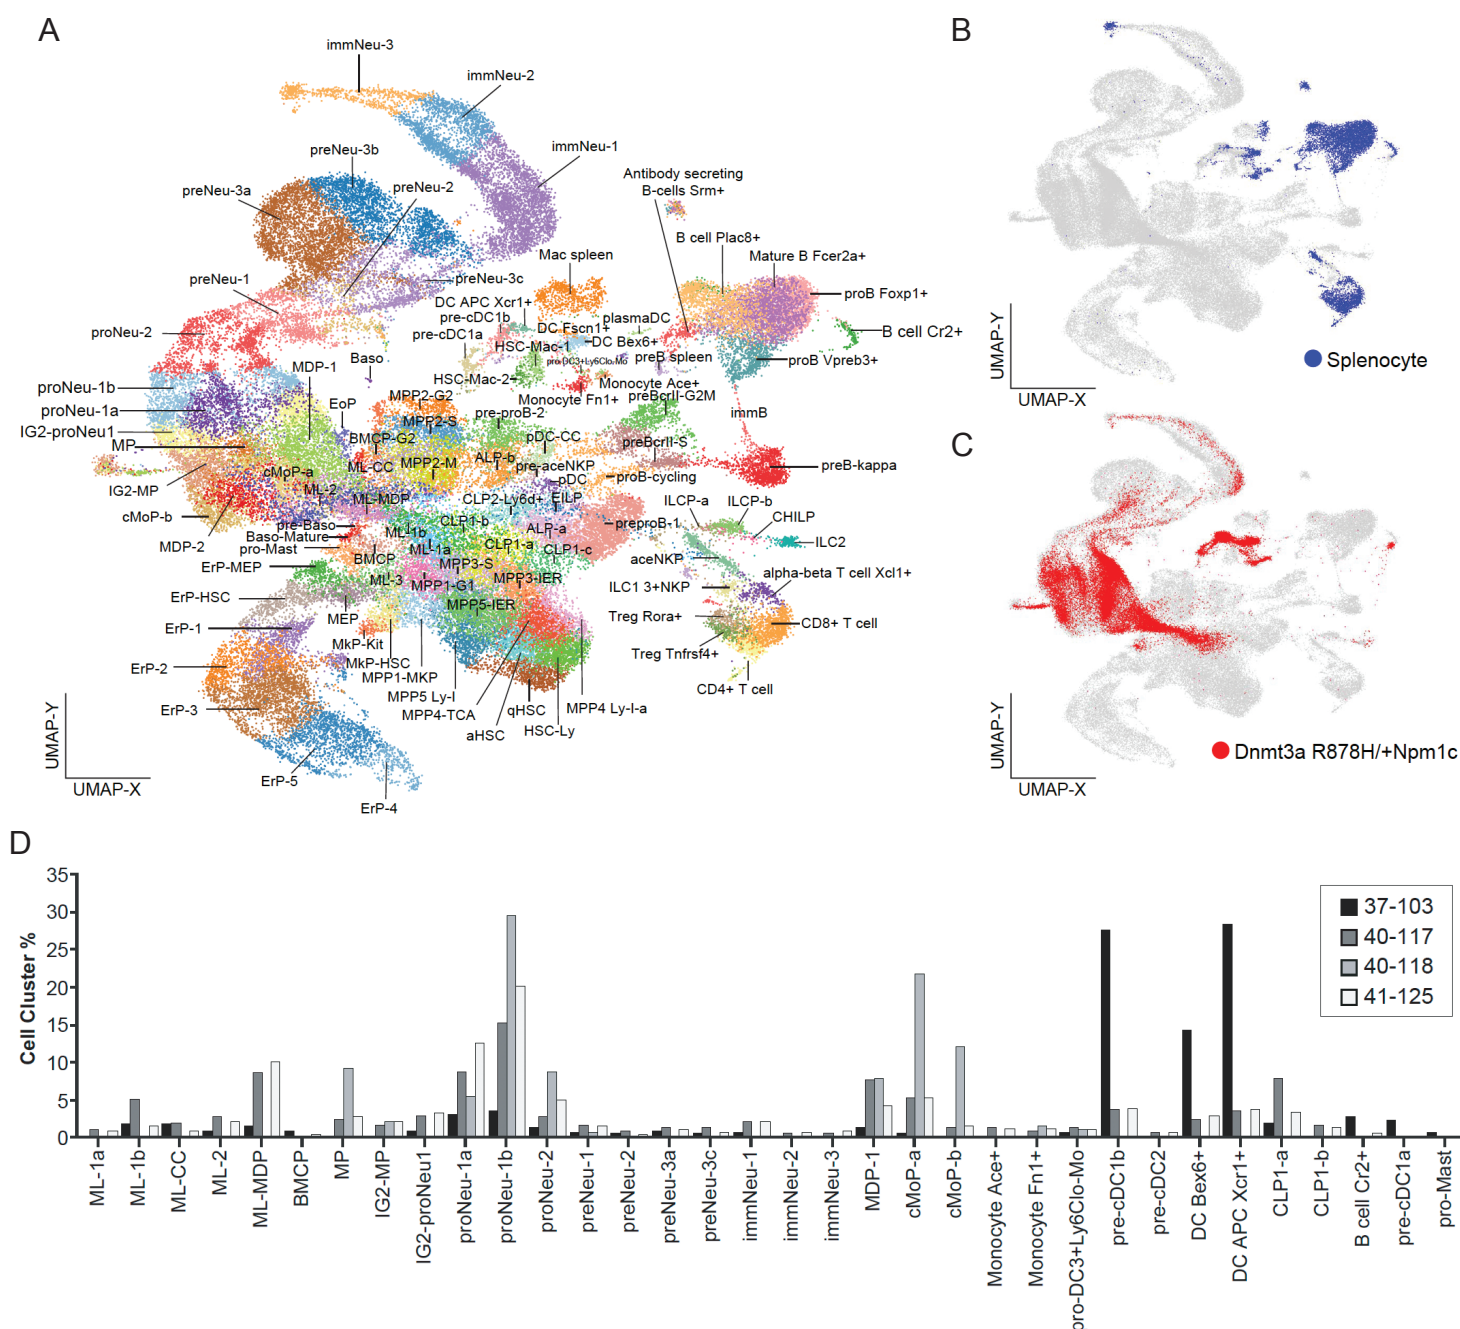 A
immNeu-3
immNeu-2
preNeu-3b
immNeu-1
preNeu-3a
preNeu-2
Antibody secreting
B-cells Srm+
B cell Plac8+
Mac spleen
Mature B Fcer2a+
preNeu-1
preNeu-3c
proB Foxp1+
DC APC Xcr1+
pre-cDC1b
plasmaDC
proNeu-2
pre-cDC1a
DC Fscn1+
B cell Cr2+
HSC-Mac-1
DC Bex6+
Baso
pro-DC3+Ly6Clo-Mo
preB spleen
proB Vpreb3+
MDP-1
HSC-Mac-2
Monocyte Ace+
proNeu-1b
MPP2-G2
Monocyte Fn1+
preBcrII-G2M
EoP
pre-proB-2
immB
proNeu-1a
MPP2-S
IG2-proNeu1
BMCP-G2
pDC-CC
preBcrII-S
MP
ML-CC
MPP2-M
ALP-b
pre-aceNKP
preB-kappa
cMoP-a
pDC
proB-cycling
IG2-MP
ML-2
ML-MDP
CLP2-Ly6d+
EILP
ILCP-a
ILCP-b
cMoP-b
pre-Baso
CLP1-b
preproB-1
CHILP
Baso-Mature
ML-1b
ALP-a
MDP-2
pro-Mast
ML-1a
CLP1-a
CLP1-c
ILC2
BMCP
MPP3-S
aceNKP
ErP-MEP
ML-3
MPP1-G1
MPP3-IER
alpha-beta T cell Xcl1+
ILC1 3+NKP
ErP-HSC
MEP
MPP5-IER
Treg Rora+
CD8+ T cell
ErP-1
MkP-Kit
Treg Tnfrsf4+
ErP-2
MkP-HSC
MPP1-MKP
CD4+ T cell
MPP5 Ly-I
ErP-3
MPP4-TCA
qHSC
MPP4 Ly-I-a
aHSC
HSC-Ly
ErP-5
ErP-4
UMAP-Y
UMAP-X
B
Splenocyte
UMAP-Y
UMAP-X
C
Dnmt3a R878H/+Npm1c
UMAP-Y
UMAP-X
D
Cell Cluster %
35
30
25
20
15
10
5
0
37-103
40-117
40-118
41-125
ML-1a
ML-1b
ML-CC
ML-2
ML-MDP
BMCP
MP
IG2-MP
IG2-proNeu1
proNeu-1a
proNeu-1b
proNeu-2
preNeu-1
preNeu-2
preNeu-3a
preNeu-3c
immNeu-1
immNeu-2
immNeu-3
MDP-1
cMoP-a
cMoP-b
Monocyte Ace+
Monocyte Fn1+
pro-DC3+Ly6Clo-Mo
pre-cDC1b
pre-cDC2
DC Bex6+
DC APC Xcr1+
CLP1-a
CLP1-b
B cell Cr2+
pre-cDC1a
pro-Mast